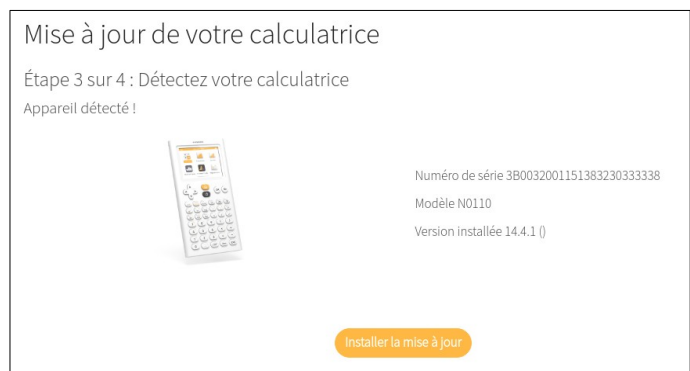 Mise à jour de votre calculatrice
Étape 3 sur 4 : Détectez votre calculatrice
Appareil détecté !
Numéro de série 3B0032001151383230333338
Modèle N0110
Version installée 14.4.1 ()
Installer la mise à jour